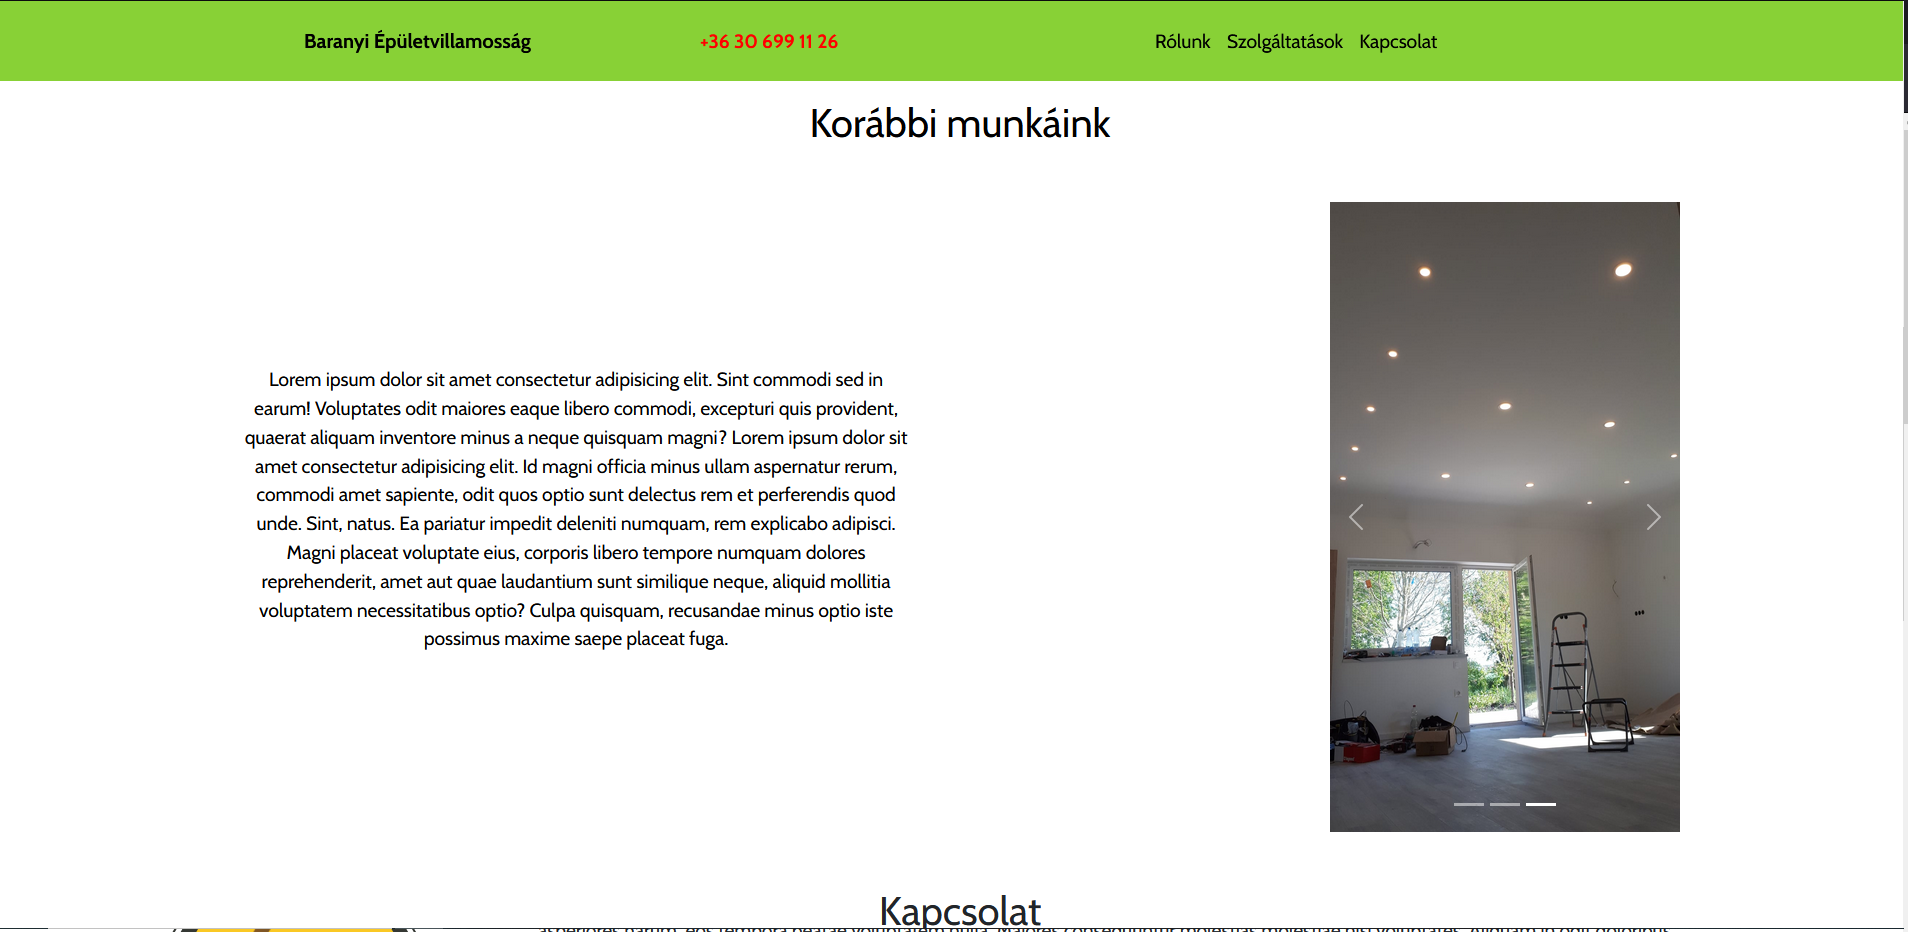 Baranyi Épületvillamosság
+36 30 699 11 26
Rólunk Szolgáltatások Kapcsolat
Korábbi munkáink
Lorem ipsum dolor sit amet consectetur adipisicing elit. Sint commodi sed in
earum! Voluptates odit maiores eaque libero commodi, excepturi quis provident,
quaerat aliquam inventore minus a neque quisquam magni? Lorem ipsum dolor sit
amet consectetur adipisicing elit. Id magni officia minus ullam aspernatur rerum,
commodi amet sapiente, odit quos optio sunt delectus rem et perferendis quod
unde. Sint, natus. Ea pariatur impedit deleniti numquam, rem explicabo adipisci.
Magni placeat voluptate eius, corporis libero tempore numquam dolores
reprehenderit, amet aut quae laudantium sunt similique neque, aliquid mollitia
voluptatem necessitatibus optio? Culpa quisquam, recusandae minus optio iste
possimus maxime saepe placeat fuga.
Kapcsolat